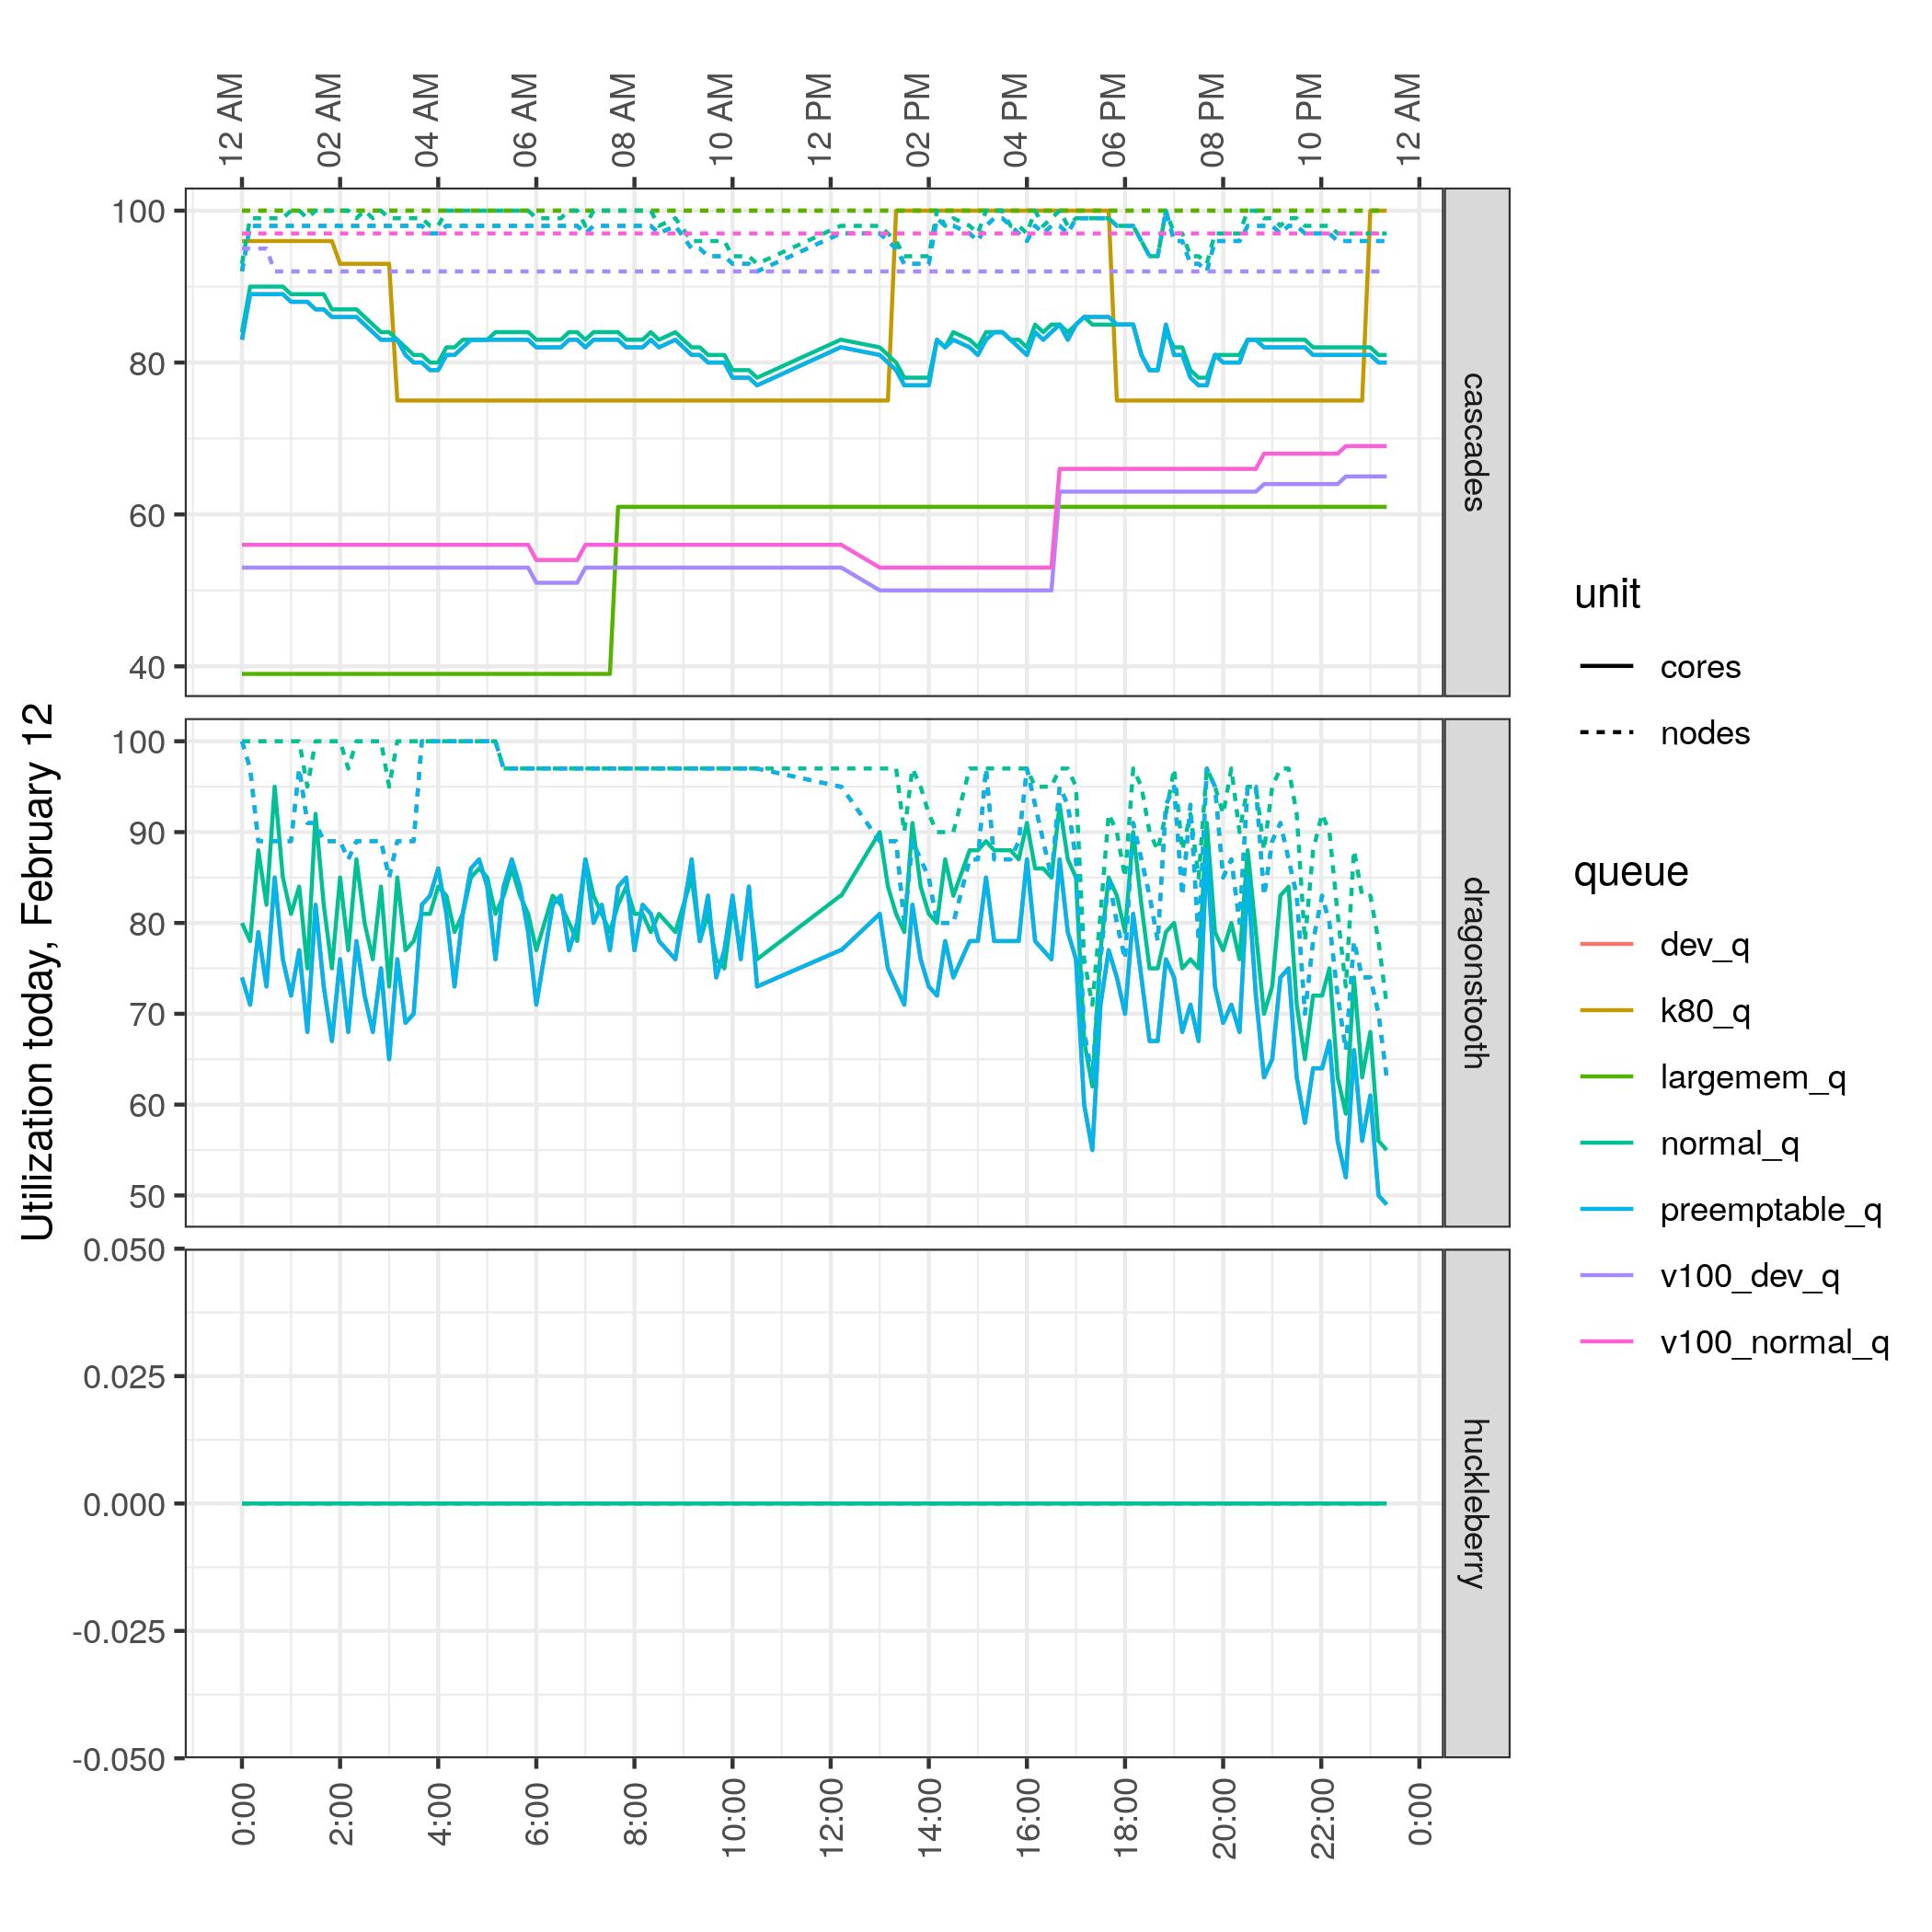 12 AM
02 AM
04 AM
06 AM
08 AM
10 AM
12 PM
02 PM
04 PM
06 PM
08 PM
10 PM
12 AM
Utilization today, February 12
100
80
60
40
cascades
100
90
80
70
60
50
dragonstooth
0.050
0.025
0.000
-0.025
-0.050
huckleberry
0:00
2:00
4:00
6:00
8:00
10:00
12:00
14:00
16:00
18:00
20:00
22:00
0:00
unit
cores
nodes
queue
dev_q
k80_q
largemem_q
normal_q
preemptable_q
v100_dev_q
v100_normal_q